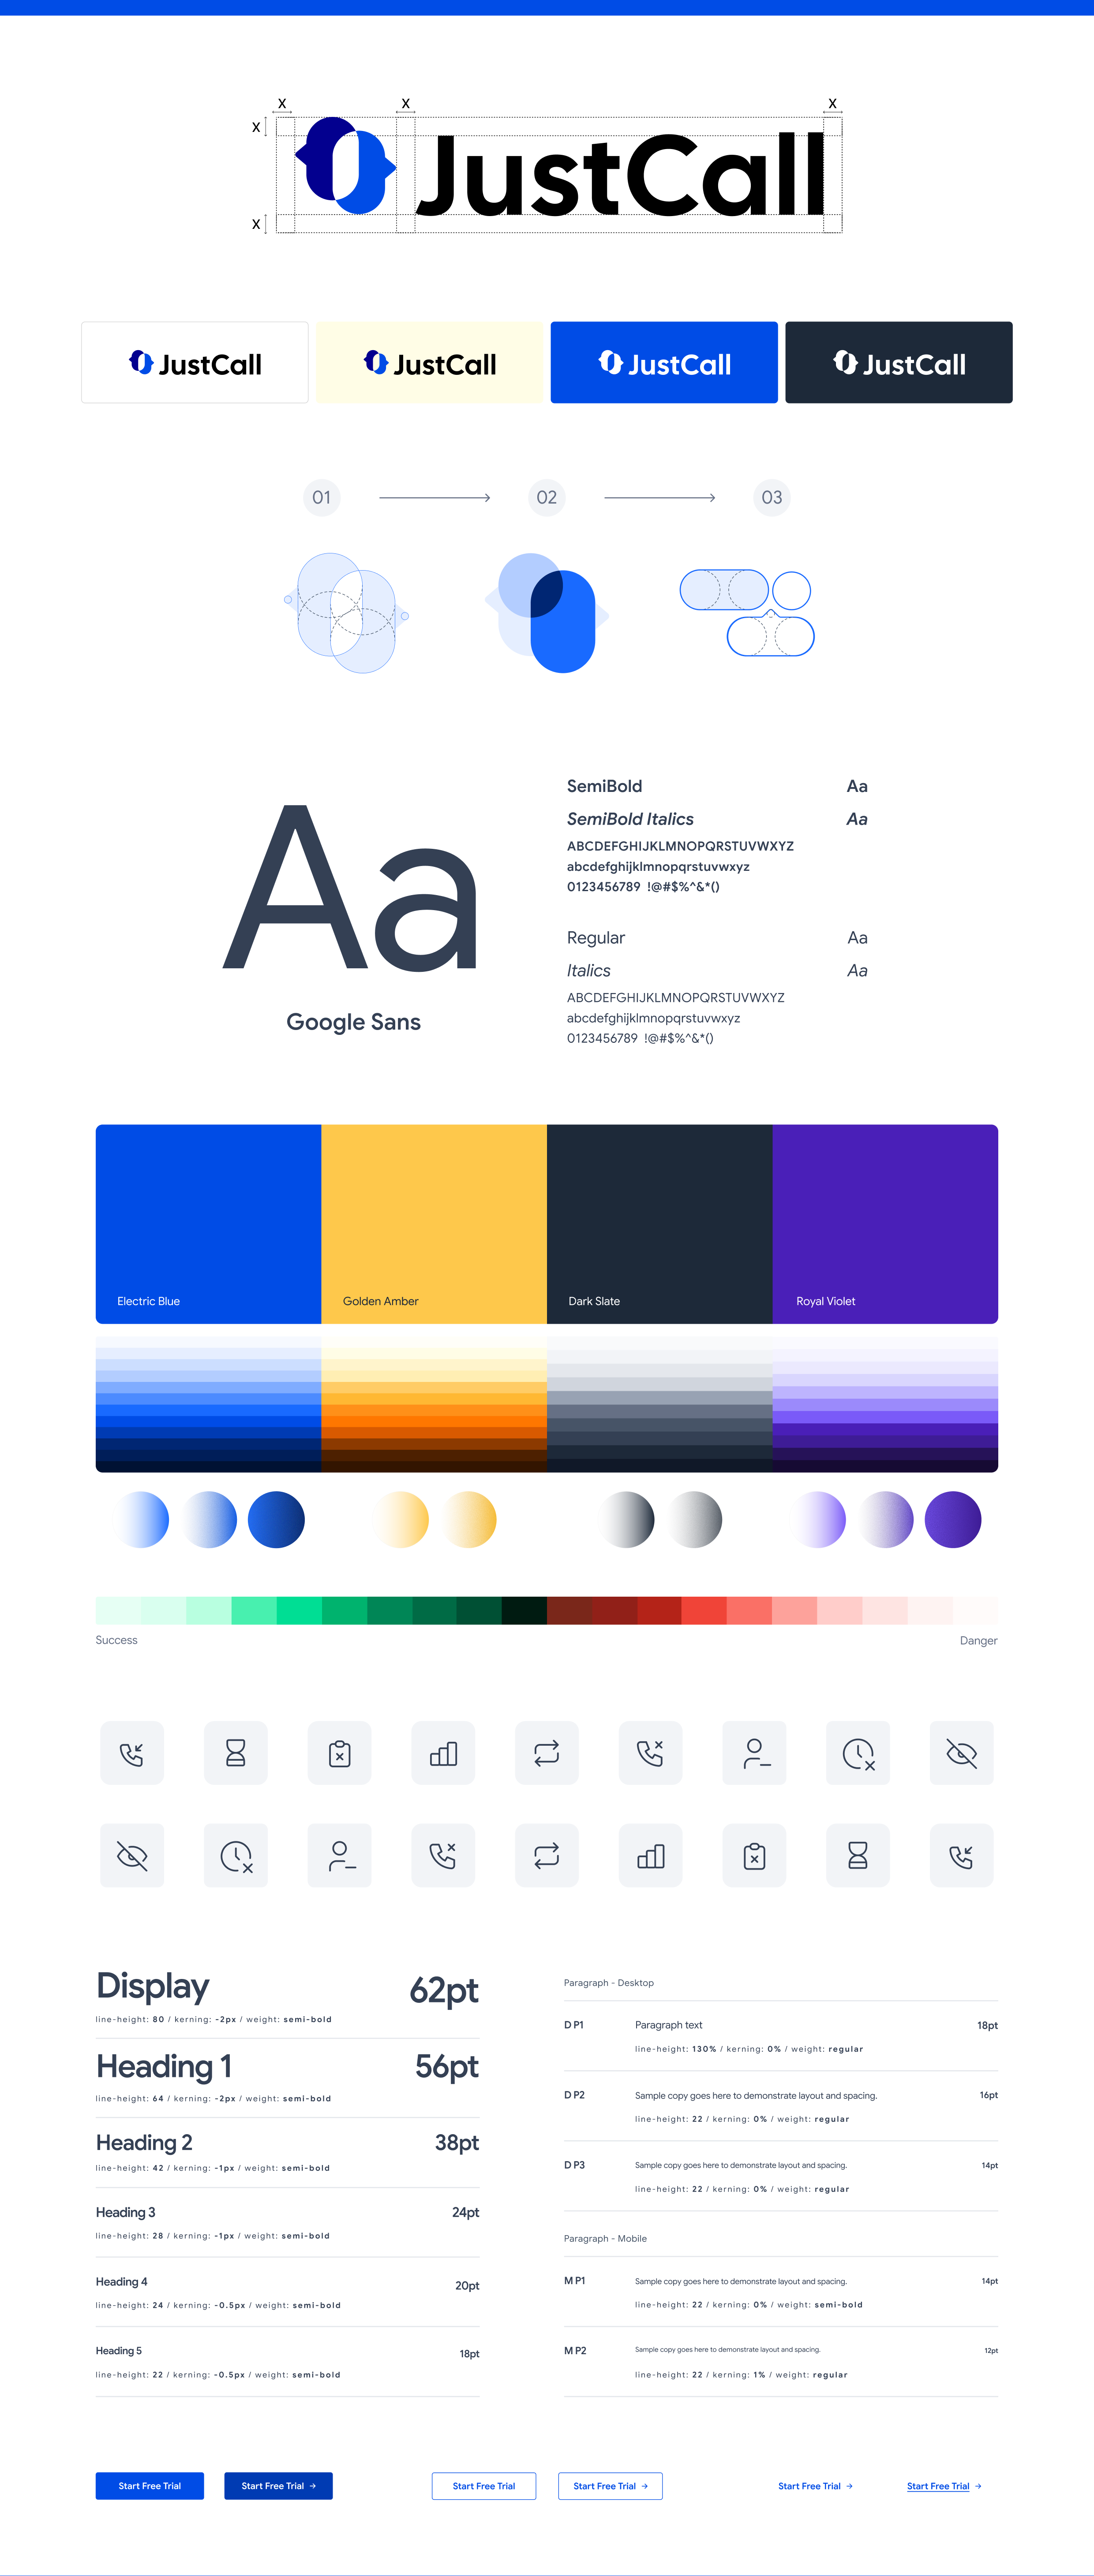 X X X
X
JustCall
X
JustCall JustCall JustCall JustCall
01 02 03
Aa
Google Sans
SemiBold Aa
SemiBold Italics Aa
ABCDEFGHIJKLMNOPQRSTUVWXYZ
abcdefghijklmnopqrstuvwxyz
0123456789 !@#$%^&*()
Regular Aa
Italics Aa
ABCDEFGHIJKLMNOPQRSTUVWXYZ
abcdefghijklmnopqrstuvwxyz
0123456789 !@#$%^&*()
Electric Blue Golden Amber Dark Slate Royal Violet
Success Danger
Display 62pt
line-height: 80 / kerning: -2px / weight: semi-bold
Heading 1 56pt
line-height: 64 / kerning: -2px / weight: semi-bold
Heading 2 38pt
line-height: 42 / kerning: -1px / weight: semi-bold
Heading 3 24pt
line-height: 28 / kerning: -1px / weight: semi-bold
Heading 4 20pt
line-height: 24 / kerning: -0.5px / weight: semi-bold
Heading 5 18pt
line-height: 22 / kerning: -0.5px / weight: semi-bold
Paragraph - Desktop
D P1 Paragraph text 18pt
line-height: 130% / kerning: 0% / weight: regular
D P2 Sample copy goes here to demonstrate layout and spacing. 16pt
line-height: 22 / kerning: 0% / weight: regular
D P3 Sample copy goes here to demonstrate layout and spacing. 14pt
line-height: 22 / kerning: 0% / weight: regular
Paragraph - Mobile
M P1 Sample copy goes here to demonstrate layout and spacing. 14pt
line-height: 22 / kerning: 0% / weight: semi-bold
M P2 Sample copy goes here to demonstrate layout and spacing. 12pt
line-height: 22 / kerning: 1% / weight: regular
Start Free Trial Start Free Trial → Start Free Trial Start Free Trial → Start Free Trial → Start Free Trial →